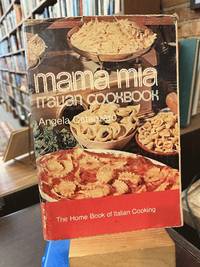 mama mia
ITALIAN COOKBOOK
Angela Catanzaro
The Home Book of Italian Cooking